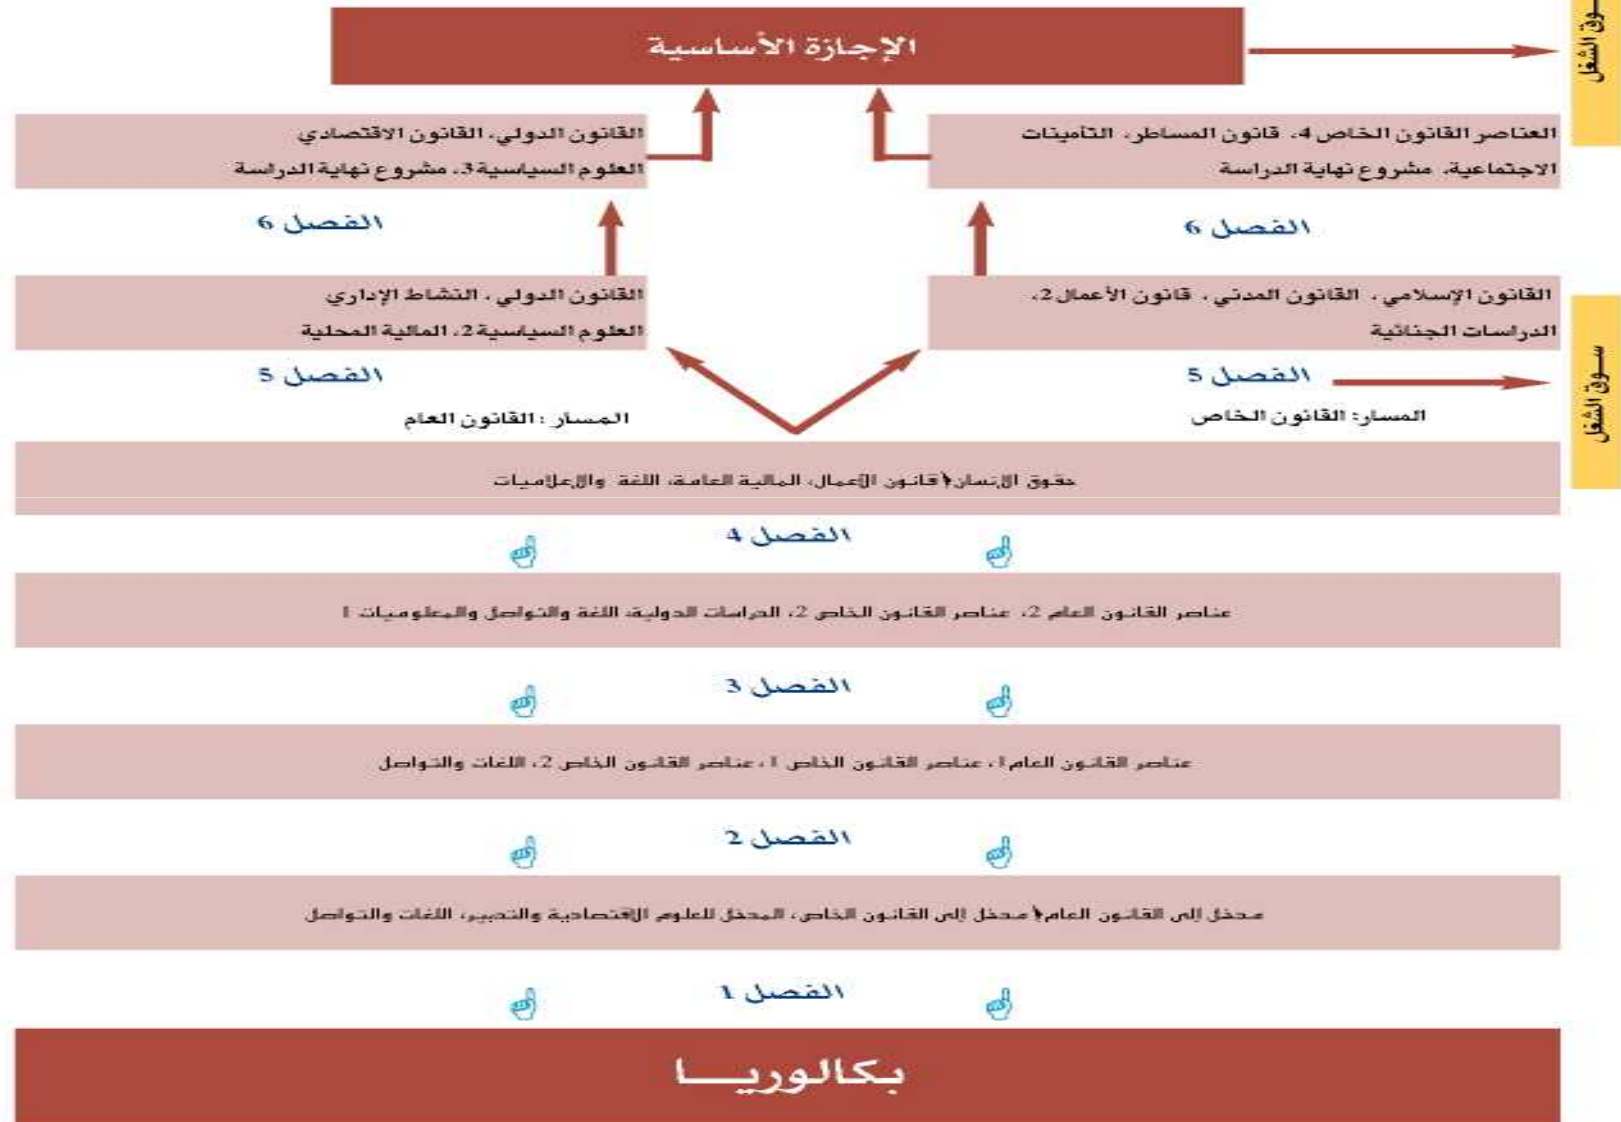 الإجازة الأساسية
سوق الشغل
العناصر القانون الخاص 4، قانون المساطر، التأمينات
الاجتماعية، مشروع نهاية الدراسة
القانون الدولي، القانون الاقتصادي
العلوم السياسية 3، مشروع نهاية الدراسة
الفصل 6
الفصل 6
القانون الإسلامي، القانون المدني، قانون الأعمال 2،
الدراسات الجنائية
القانون الدولي، النشاط الإداري
العلوم السياسية 2، المالية المحلية
الفصل 5
الفصل 5
سوق الشغل
المسار: القانون الخاص
المسار: القانون العام
حقوق الإنسان( قانون الأعمال، المالية العامة، اللغة والإعلاميات
الفصل 4
عناصر القانون العام 2، عناصر القانون الخاص 2، الدراسات الدولية، اللغة والتواصل والمعلوميات 1
الفصل 3
عناصر القانون العام 1، عناصر القانون الخاص 1، عناصر القانون الخاص 2، اللغات والتواصل
الفصل 2
مدخل إلى القانون العام( مدخل إلى القانون الخاص، المدخل للعلوم الإقتصادية والتدبير، اللغات والتواصل
الفصل 1
بكالوريــا